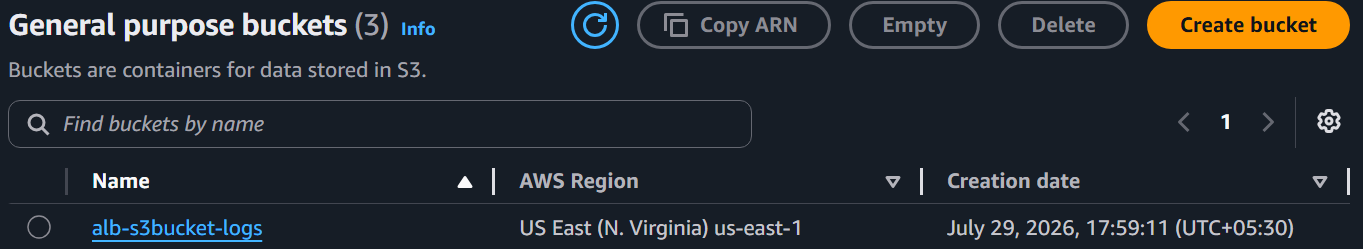 General purpose buckets (3) Info Copy ARN Empty Delete Create bucket
Buckets are containers for data stored in S3.
Find buckets by name 1
Name AWS Region Creation date
alb-s3bucket-logs US East (N. Virginia) us-east-1 July 29, 2026, 17:59:11 (UTC+05:30)